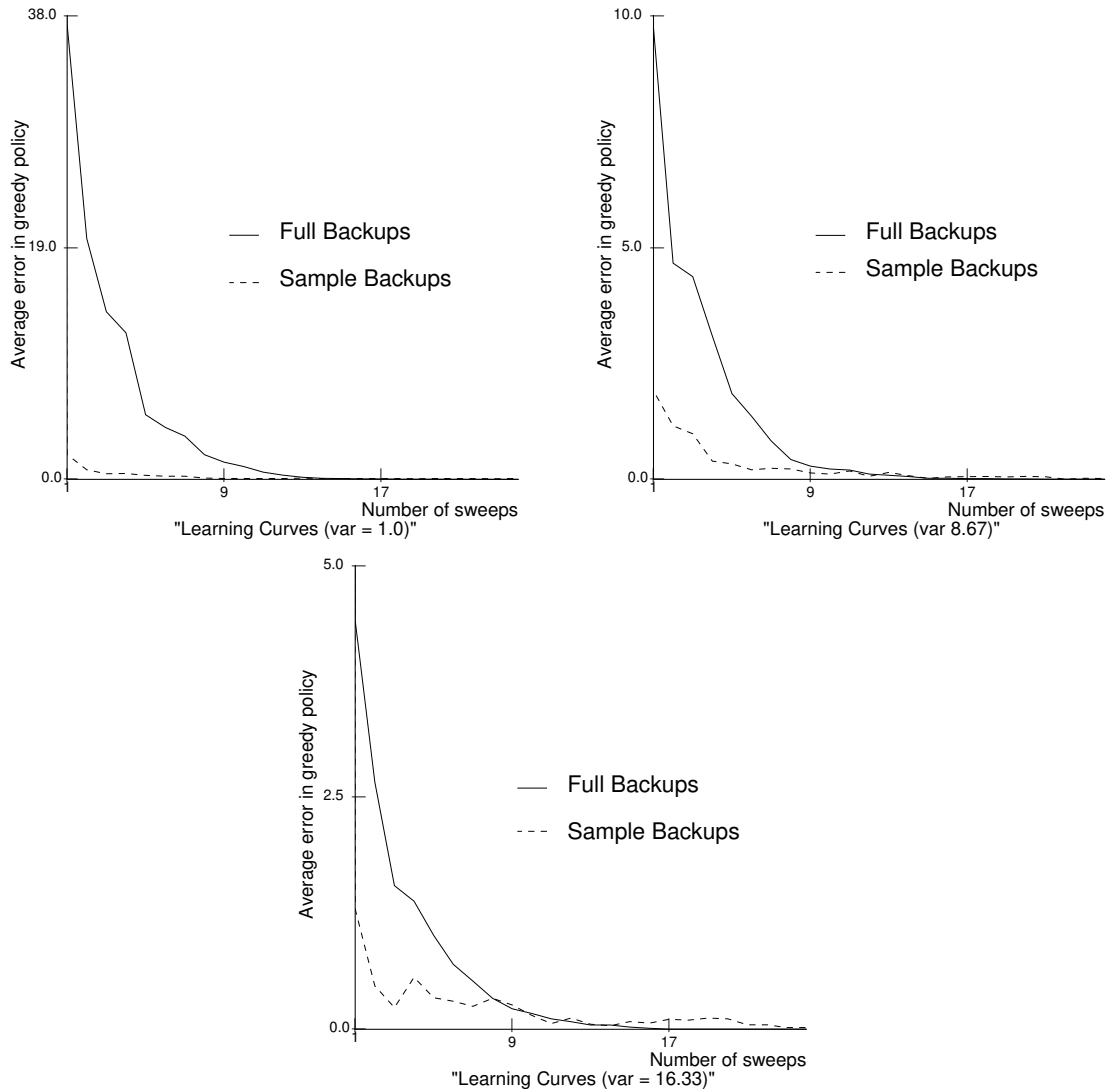 38.0
Average error in greedy policy
Full Backups
19.0
Sample Backups
0.0
1
9
17
Number of sweeps
"Learning Curves (var = 1.0)"
10.0
Average error in greedy policy
Full Backups
5.0
Sample Backups
0.0
1
9
17
Number of sweeps
"Learning Curves (var 8.67)"
5.0
Average error in greedy policy
Full Backups
2.5
Sample Backups
0.0
1
9
17
Number of sweeps
"Learning Curves (var = 16.33)"